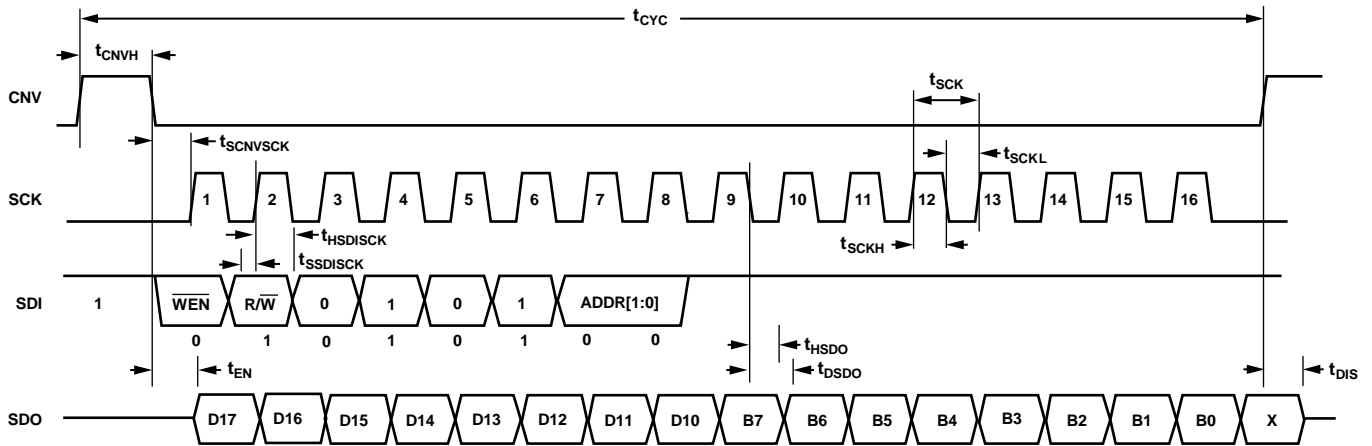 tCYC
tCNVH
CNV
tSCK
tSCNVSCK
tSCKL
SCK 1 2 3 4 5 6 7 8 9 10 11 12 13 14 15 16
tHSDISCK
tSCKH
tSSDISCK
SDI 1 WEN R/W 0 1 0 1 ADDR[1:0]
0 1 0 1 0 1 0 0
tHSDO
tEN
tDSDO
tDIS
SDO D17 D16 D15 D14 D13 D12 D11 D10 B7 B6 B5 B4 B3 B2 B1 B0 X